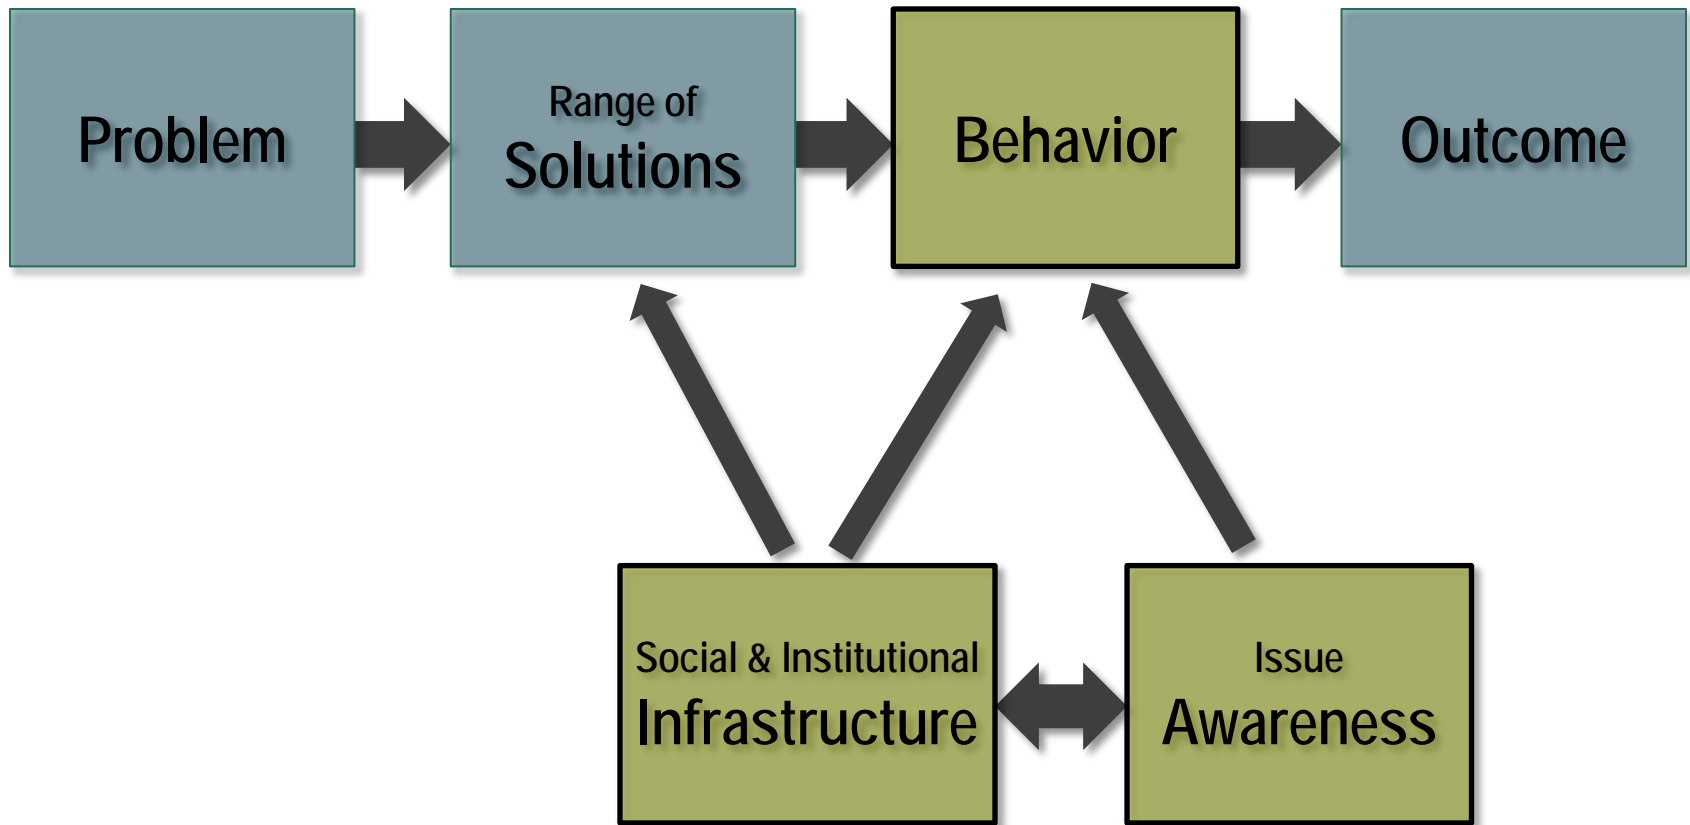 Problem
Range of
Solutions
Behavior
Outcome
Social & Institutional
Infrastructure
Issue
Awareness